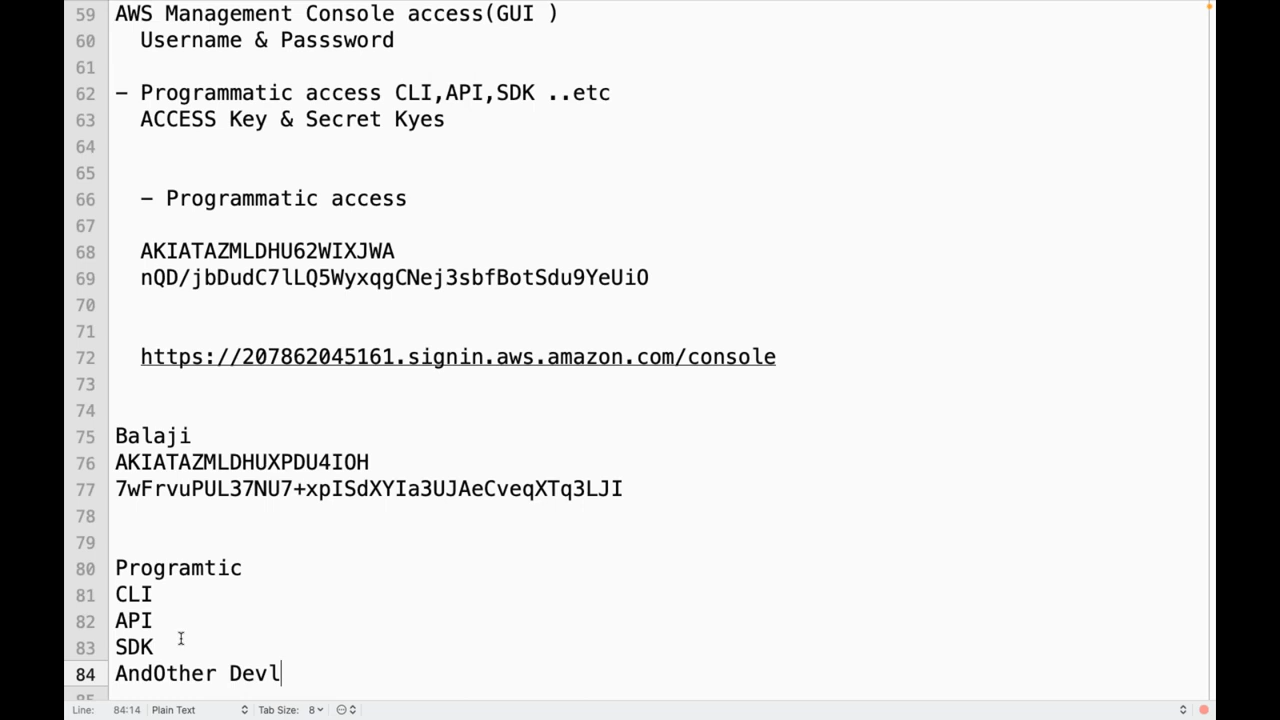 59 AWS Management Console access(GUI )
60 Username & Passsword
61
62 - Programmatic access CLI,API,SDK ..etc
63 ACCESS Key & Secret Kyes
64
65
66 - Programmatic access
67
68 AKIATAZMLDHU62WIXJWA
69 nQD/jbDudC7lLQ5WyxqgCNej3sbfBotSdu9YeUiO
70
71
72 https://207862045161.signin.aws.amazon.com/console
73
74
75 Balaji
76 AKIATAZMLDHUXPDU4IOH
77 7wFrvuPUL37NU7+xpISdXYIa3UJAeCveqXTq3LJI
78
79
80 Programtic
81 CLI
82 API
83 SDK
84 AndOther Devl
85
Line: 84:14 Plain Text Tab Size: 8